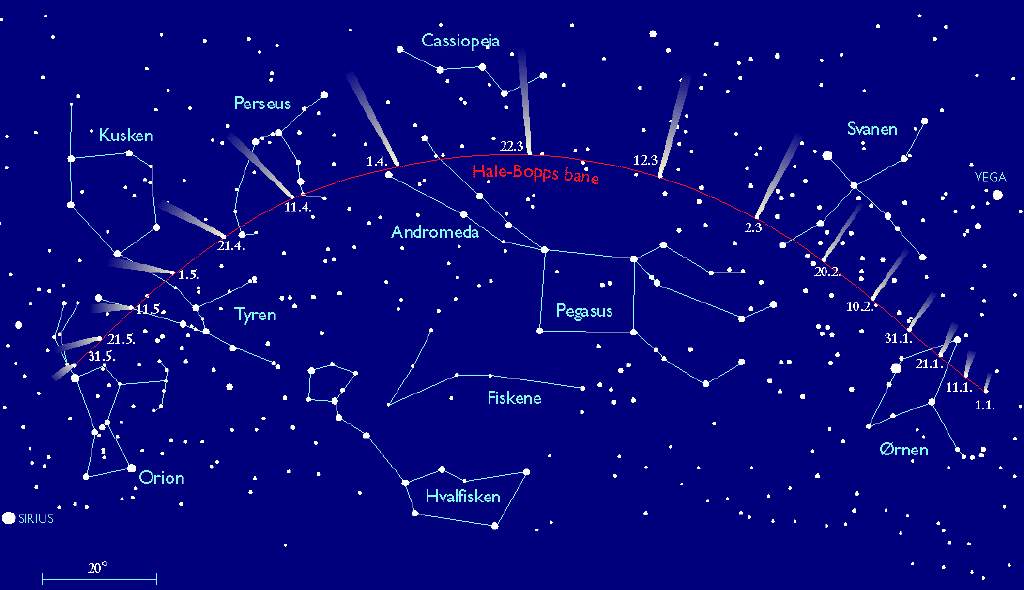 Cassiopeia
Perseus
Kusken
Svanen
22.3
1.4.
12.3
Hale-Bopps bane
VEGA
11.4.
2.3
Andromeda
21.4.
20.2.
1.5.
10.2.
11.5.
Tyren
Pegasus
21.5.
31.1.
31.5.
21.1.
11.1.
1.1.
Fiskene
Ørnen
Orion
Hvalfisken
SIRIUS
20°